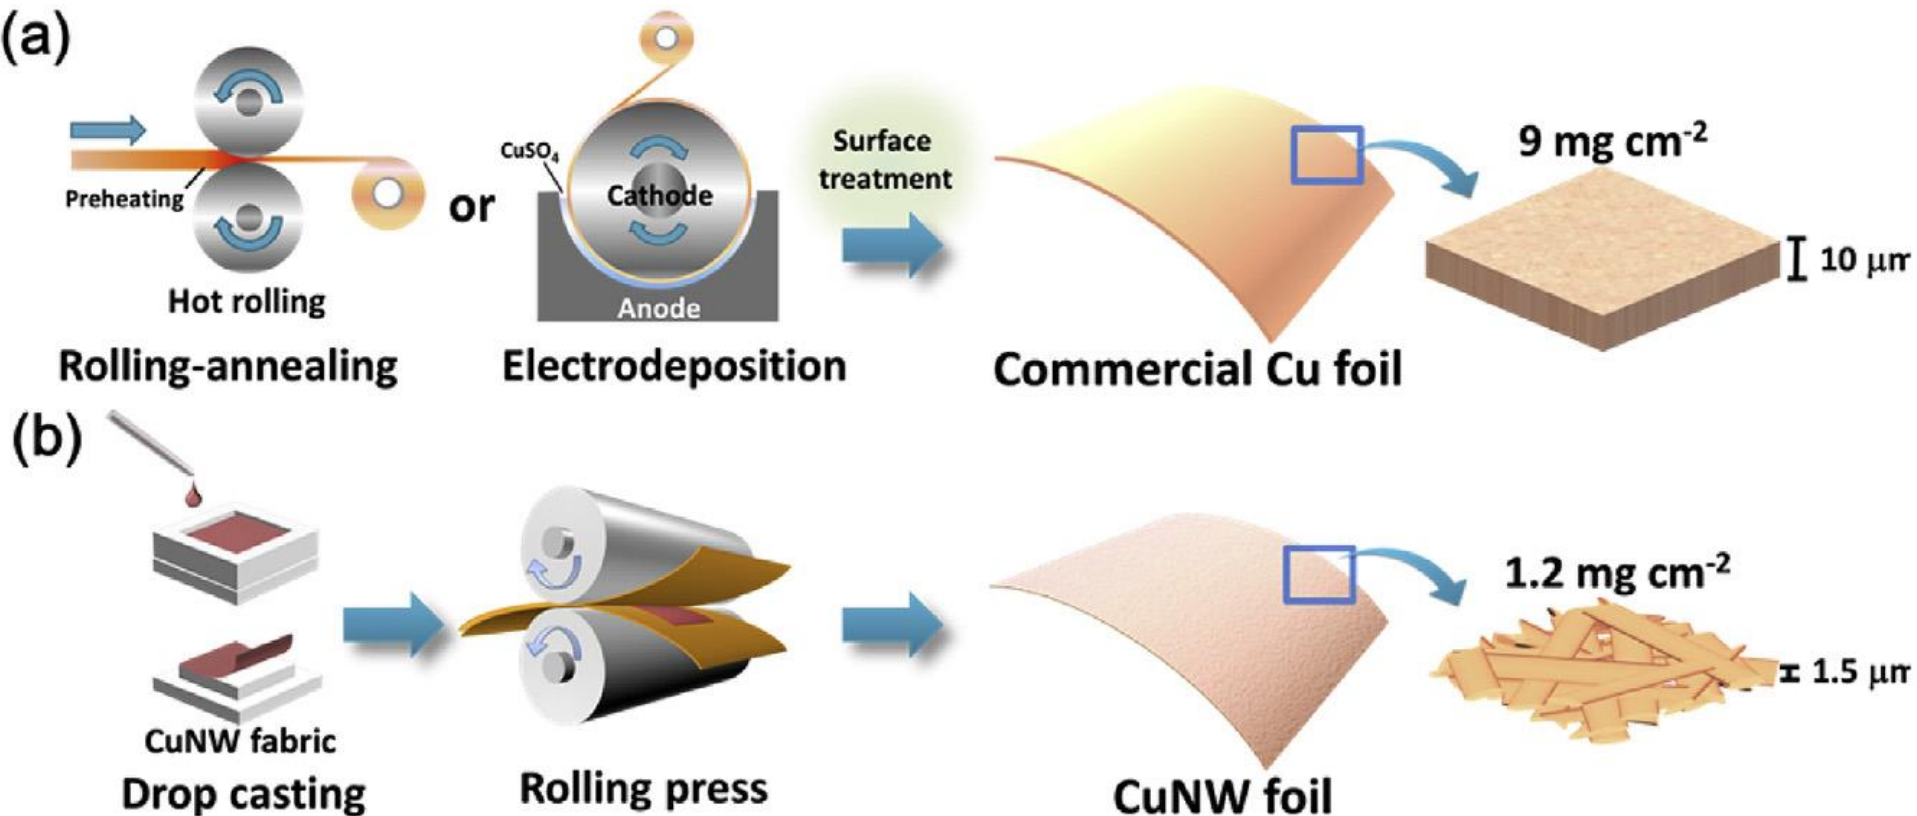 (a)
Preheating
Hot rolling
Rolling-annealing
or
CuSO₄
Cathode
Anode
Electrodeposition
Surface
treatment
Commercial Cu foil
9 mg cm⁻²
10 μm
(b)
CuNW fabric
Drop casting
Rolling press
CuNW foil
1.2 mg cm⁻²
1.5 μm